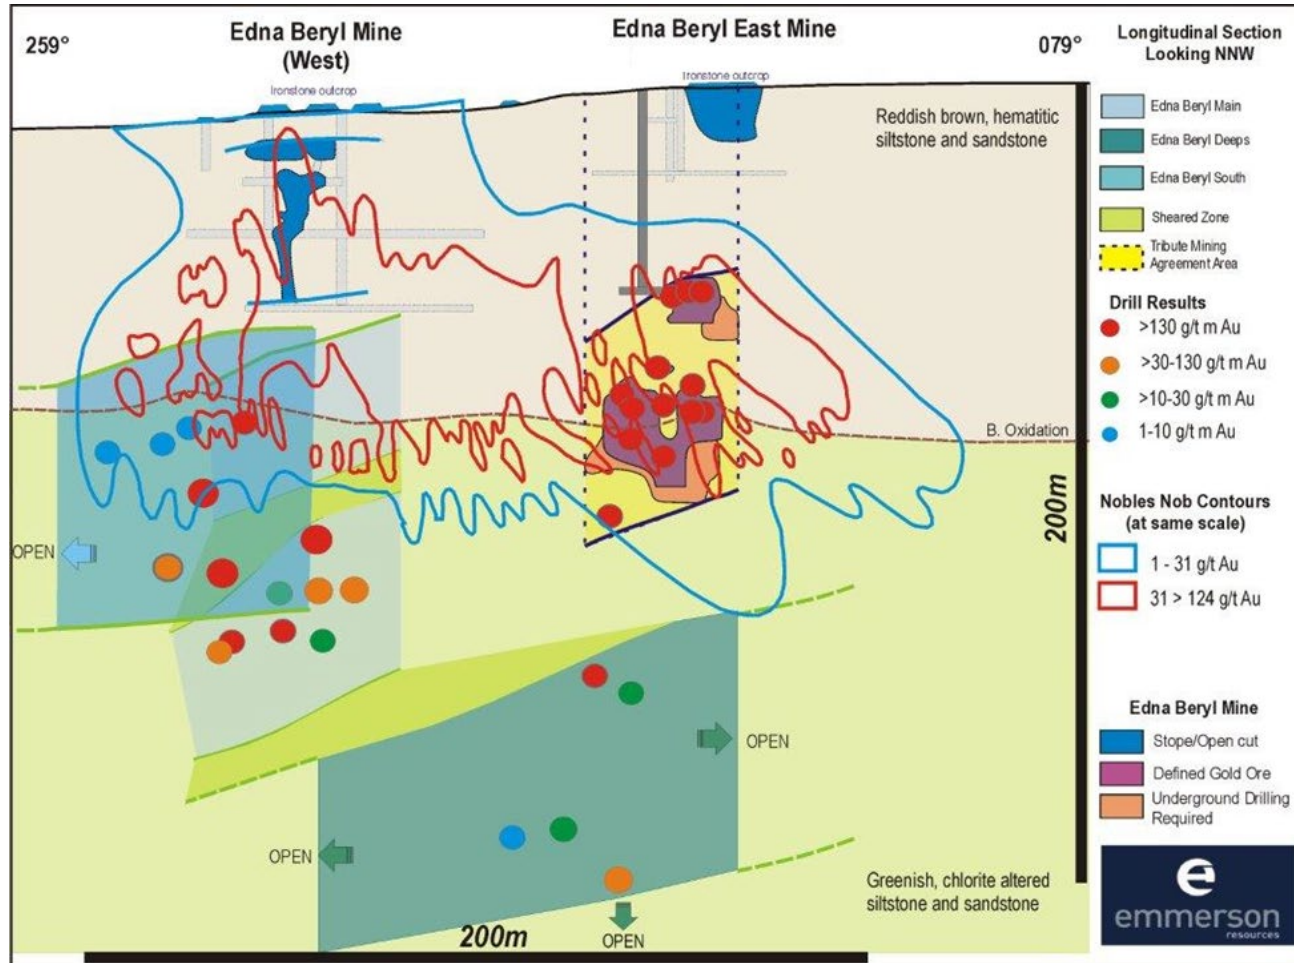 259°
Edna Beryl Mine
(West)
Edna Beryl East Mine
079°
Ironstone outcrop
Ironstone outcrop
Reddish brown, hematitic
siltstone and sandstone
B. Oxidation
200m
OPEN
OPEN
OPEN
OPEN
Greenish, chlorite altered
siltstone and sandstone
200m
Longitudinal Section
Looking NNW
Edna Beryl Main
Edna Beryl Deeps
Edna Beryl South
Sheared Zone
Tribute Mining
Agreement Area
Drill Results
>130 g/t m Au
>30-130 g/t m Au
>10-30 g/t m Au
1-10 g/t m Au
Nobles Nob Contours
(at same scale)
1 - 31 g/t Au
31 > 124 g/t Au
Edna Beryl Mine
Stope/Open cut
Defined Gold Ore
Underground Drilling
Required
e
emmerson
resources